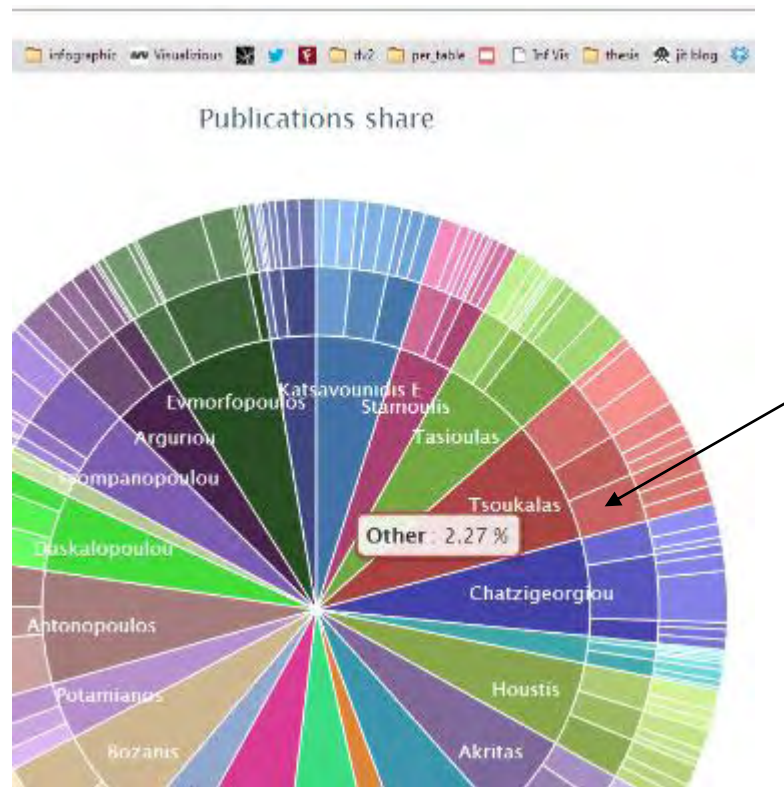 infographic Visualizious dv2 per_table Inf Vis thesis jit blog
Publications share
Katsavounidis E
Evmorfopoulos
Stamoulis
Arguriou
Tasioulas
Tsompanopoulou
Tsoukalas
Other : 2.27 %
Daskalopoulou
Chatzigeorgiou
Antonopoulos
Houstis
Potamianos
Bozanis
Akritas